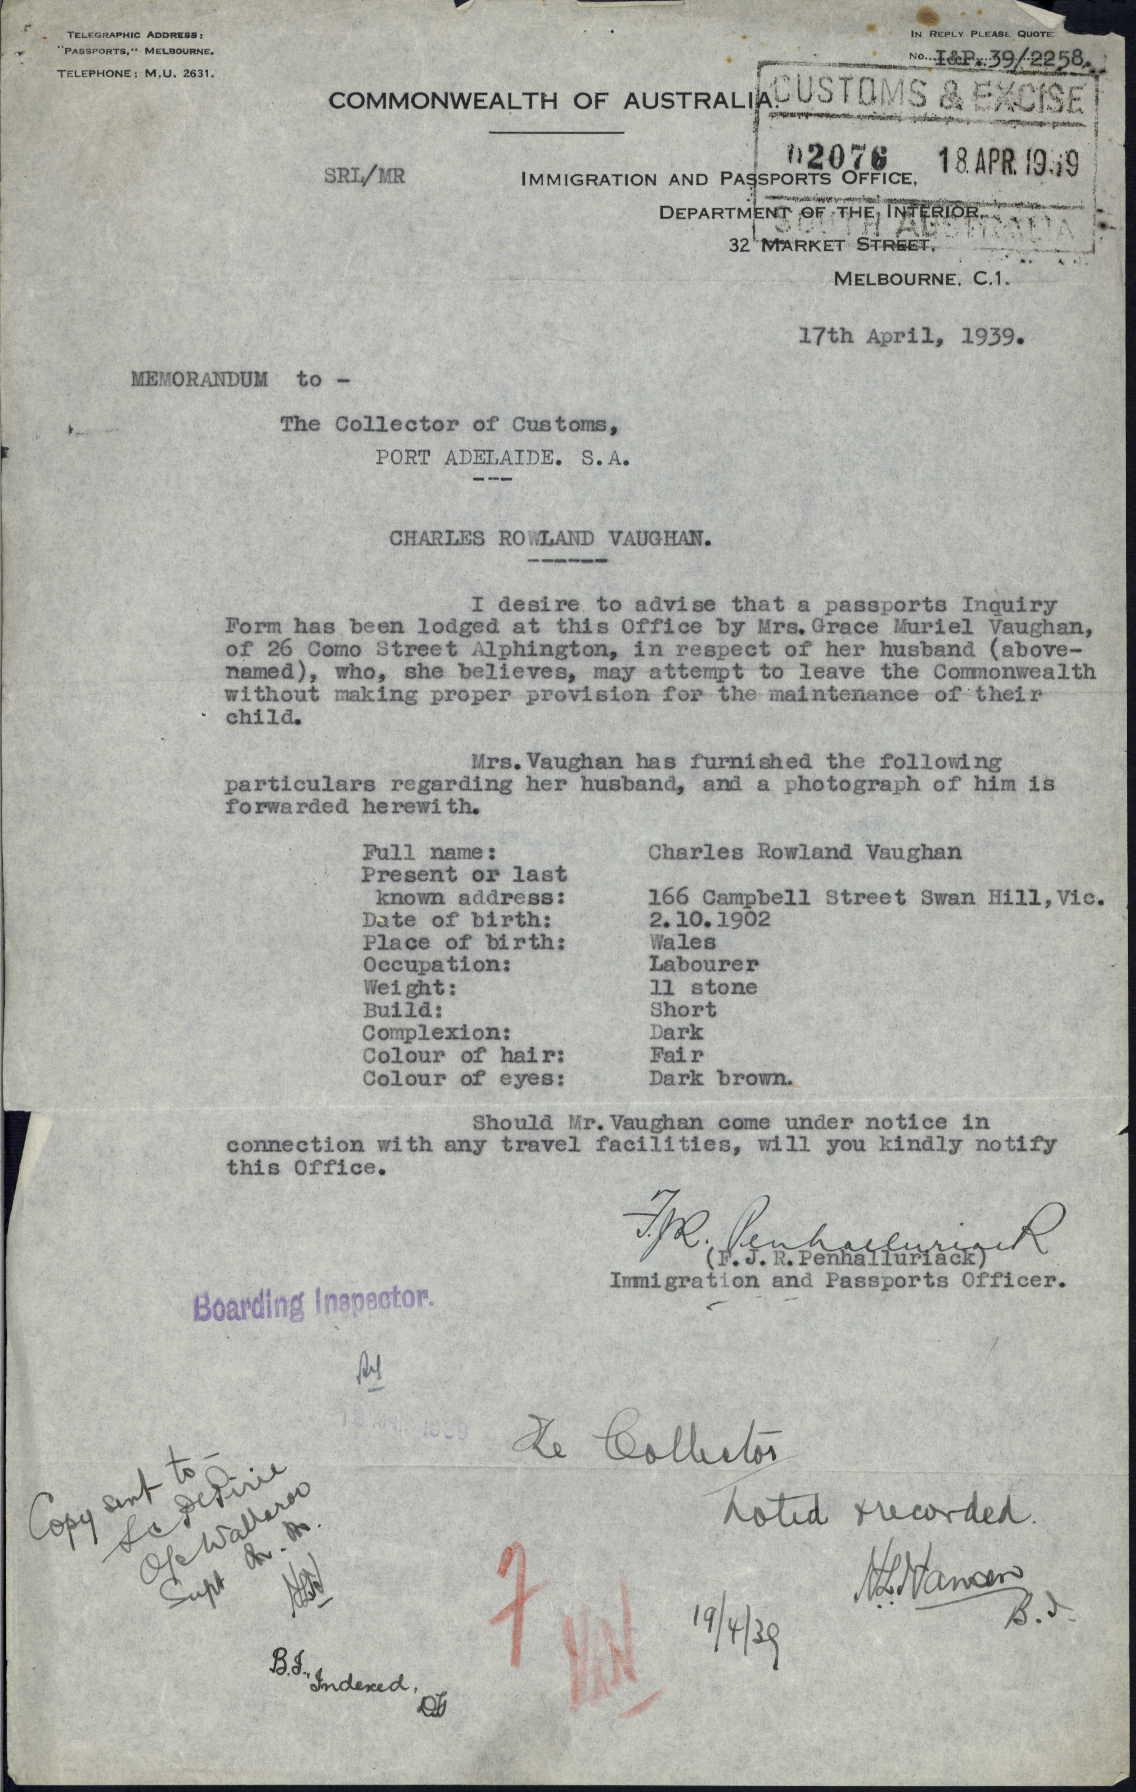 TELEGRAPHIC ADDRESS:
"PASSPORTS," MELBOURNE.
TELEPHONE: M.U. 2631.
IN REPLY PLEASE QUOTE
No. I&P. 39/2258.
COMMONWEALTH OF AUSTRALIA.
CUSTOMS & EXCISE
02076 18 APR. 1939
SOUTH AUSTRALIA
SRL/MR
IMMIGRATION AND PASSPORTS OFFICE,
DEPARTMENT OF THE INTERIOR,
32 MARKET STREET,
MELBOURNE, C.1.
17th April, 1939.
MEMORANDUM to -
The Collector of Customs,
PORT ADELAIDE. S.A.
CHARLES ROWLAND VAUGHAN.
I desire to advise that a passports Inquiry
Form has been lodged at this Office by Mrs. Grace Muriel Vaughan,
of 26 Como Street Alphington, in respect of her husband (above-
named), who, she believes, may attempt to leave the Commonwealth
without making proper provision for the maintenance of their
child.
Mrs. Vaughan has furnished the following
particulars regarding her husband, and a photograph of him is
forwarded herewith.
Full name: Charles Rowland Vaughan
Present or last
known address: 166 Campbell Street Swan Hill, Vic.
Date of birth: 2.10.1902
Place of birth: Wales
Occupation: Labourer
Weight: 11 stone
Build: Short
Complexion: Dark
Colour of hair: Fair
Colour of eyes: Dark brown.
Should Mr. Vaughan come under notice in
connection with any travel facilities, will you kindly notify
this Office.
F.J.R. Penhalluriack
(F.J.R. Penhalluriack)
Immigration and Passports Officer.
Boarding Inspector.
The Collector
Noted & recorded.
H.L. Hansen
B.I.
19/4/39
Copy sent to -
S/C Pt Pirie
O/c Wallaroo
Supt
B.I. Indexed.